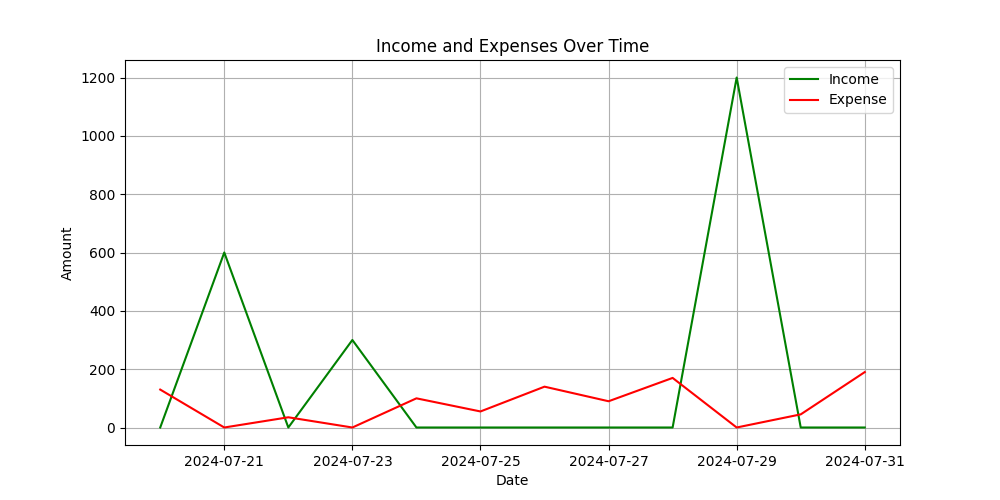 Income and Expenses Over Time
Income
Expense
1200
1000
800
600
400
200
0
Amount
2024-07-21
2024-07-23
2024-07-25
2024-07-27
2024-07-29
2024-07-31
Date